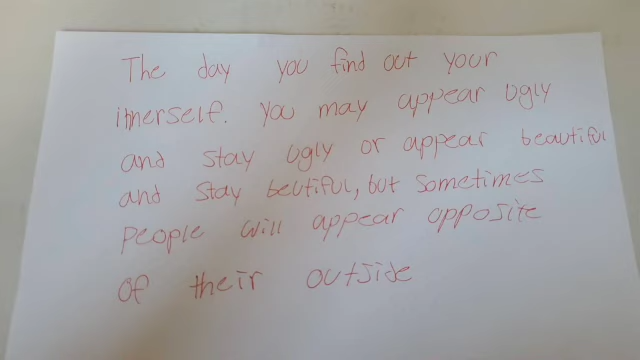 The day you find out your
itnerself. You may appear ugly
and stay ugly or appear beautiful
and stay beutiful, but sometimes
people will appear opposite
of their outside